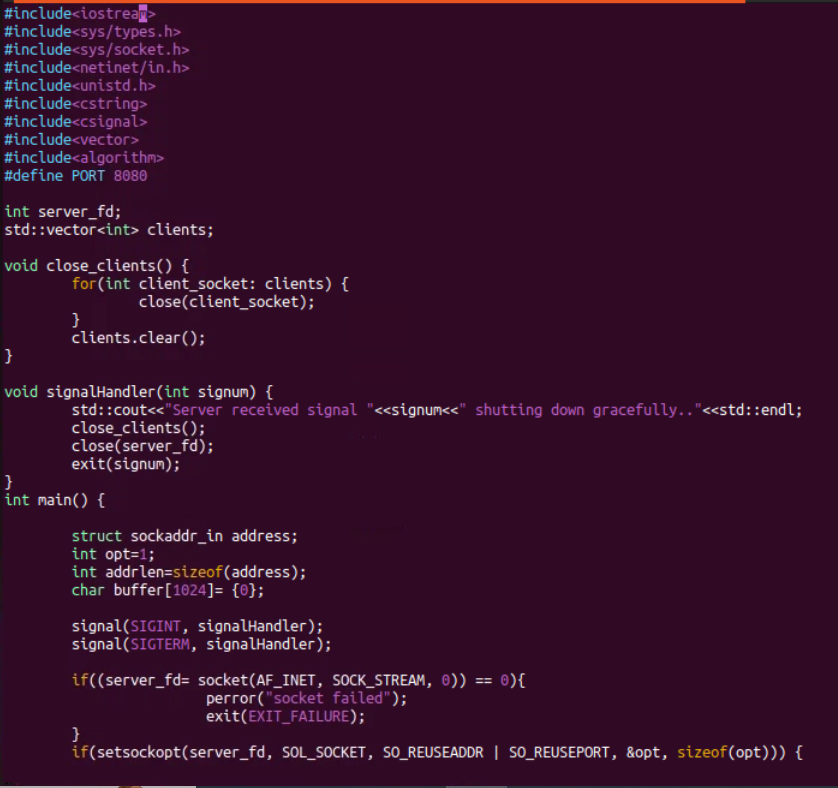 #include<iostream>
#include<sys/types.h>
#include<sys/socket.h>
#include<netinet/in.h>
#include<unistd.h>
#include<cstring>
#include<csignal>
#include<vector>
#include<algorithm>
#define PORT 8080

int server_fd;
std::vector<int> clients;

void close_clients() {
        for(int client_socket: clients) {
                close(client_socket);
        }
        clients.clear();
}

void signalHandler(int signum) {
        std::cout<<"Server received signal "<<signum<<" shutting down gracefully.."<<std::endl;
        close_clients();
        close(server_fd);
        exit(signum);
}
int main() {

        struct sockaddr_in address;
        int opt=1;
        int addrlen=sizeof(address);
        char buffer[1024]= {0};

        signal(SIGINT, signalHandler);
        signal(SIGTERM, signalHandler);

        if((server_fd= socket(AF_INET, SOCK_STREAM, 0)) == 0){
                        perror("socket failed");
                        exit(EXIT_FAILURE);
        }
        if(setsockopt(server_fd, SOL_SOCKET, SO_REUSEADDR | SO_REUSEPORT, &opt, sizeof(opt))) {